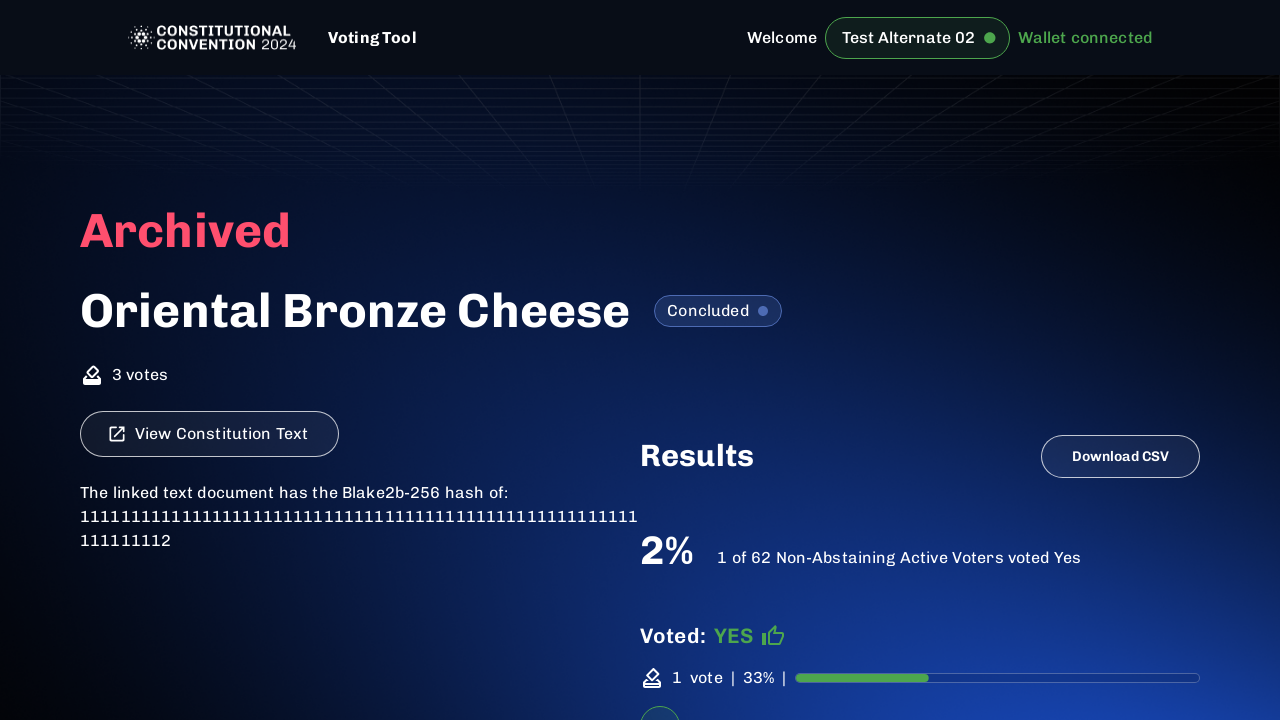 CONSTITUTIONAL
CONVENTION 2024
Voting Tool
Welcome
Test Alternate 02
Wallet connected
Archived
Oriental Bronze Cheese
Concluded
3 votes
View Constitution Text
The linked text document has the Blake2b-256 hash of:
1111111111111111111111111111111111111111111111111111111
111111112
Results
Download CSV
2%
1 of 62 Non-Abstaining Active Voters voted Yes
Voted: YES
1 vote | 33% |